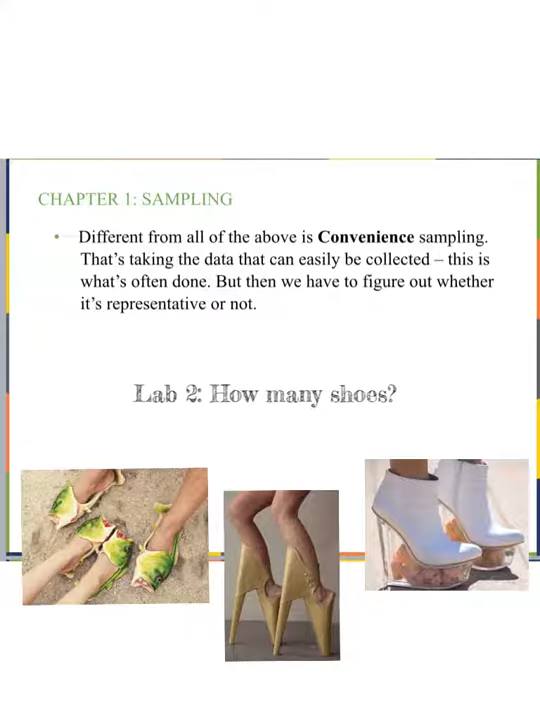 CHAPTER 1: SAMPLING
• Different from all of the above is Convenience sampling.
That's taking the data that can easily be collected – this is
what's often done. But then we have to figure out whether
it's representative or not.
Lab 2: How many shoes?